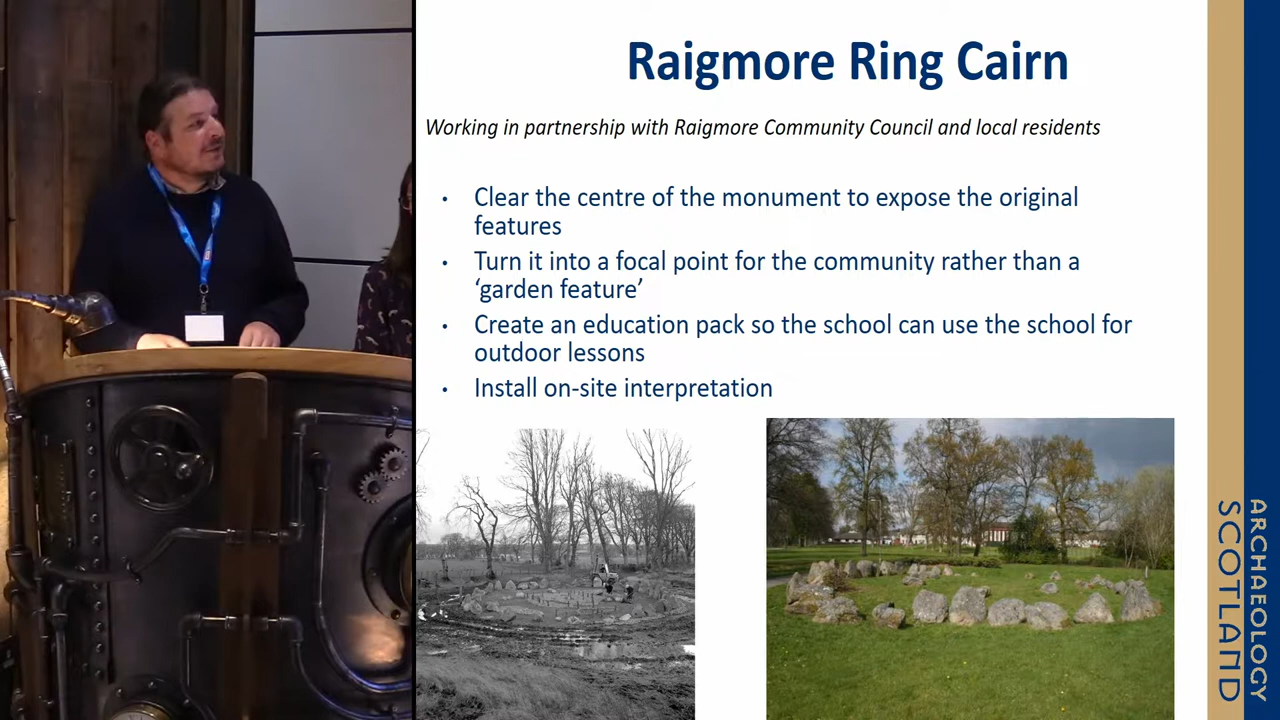 Raigmore Ring Cairn
Working in partnership with Raigmore Community Council and local residents
• Clear the centre of the monument to expose the original
features
• Turn it into a focal point for the community rather than a
‘garden feature’
• Create an education pack so the school can use the school for
outdoor lessons
• Install on-site interpretation
ARCHAEOLOGY
SCOTLAND